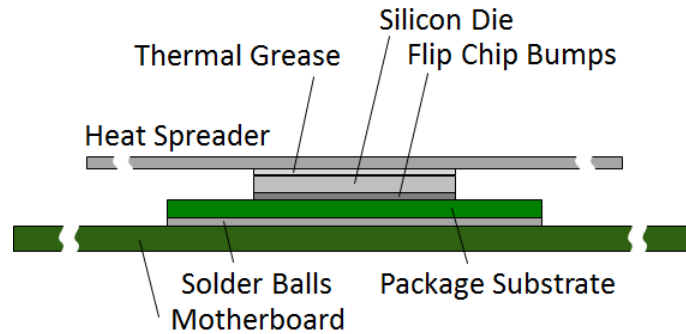 Silicon Die
Thermal Grease
Flip Chip Bumps
Heat Spreader
Solder Balls
Package Substrate
Motherboard